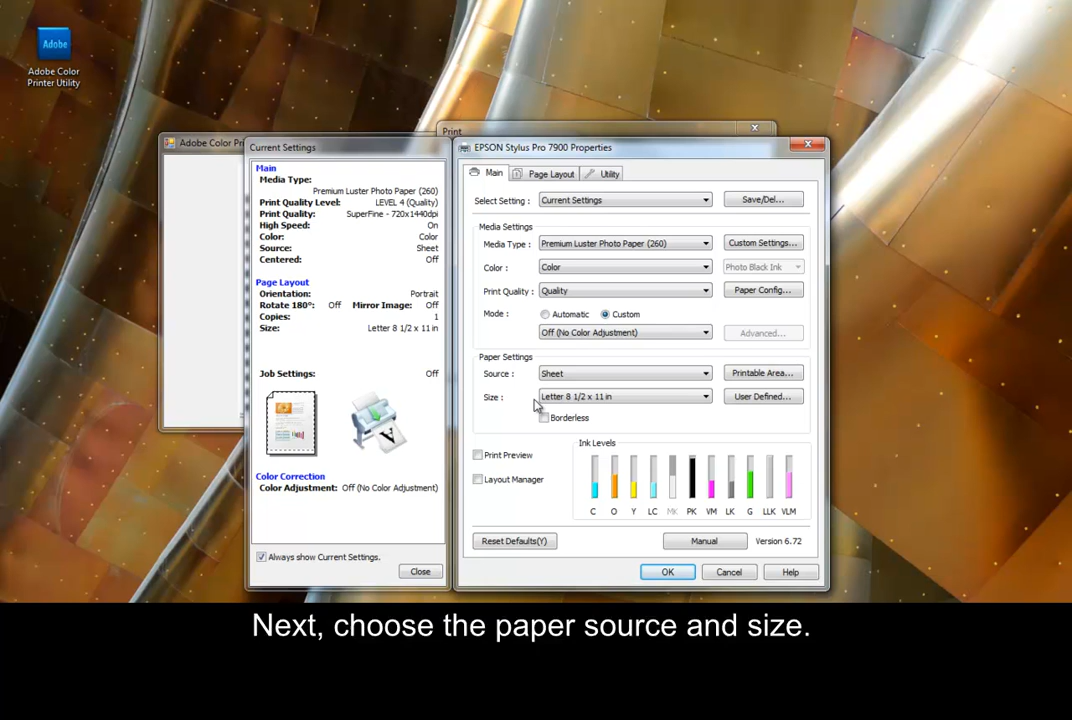 Adobe
Adobe Color
Printer Utility
Print
Adobe Color Pri
Current Settings
Main
Media Type:
Premium Luster Photo Paper (260)
Print Quality Level: LEVEL 4 (Quality)
Print Quality: SuperFine - 720x1440dpi
High Speed: On
Color: Color
Source: Sheet
Centered: Off
Page Layout
Orientation: Portrait
Rotate 180°: Off Mirror Image: Off
Copies: 1
Size: Letter 8 1/2 x 11 in
Job Settings: Off
Color Correction
Color Adjustment: Off (No Color Adjustment)
Always show Current Settings.
Close
EPSON Stylus Pro 7900 Properties
Main Page Layout Utility
Select Setting : Current Settings Save/Del...
Media Settings
Media Type : Premium Luster Photo Paper (260) Custom Settings...
Color : Color Photo Black Ink
Print Quality : Quality Paper Config...
Mode : Automatic Custom
Off (No Color Adjustment) Advanced...
Paper Settings
Source : Sheet Printable Area...
Size : Letter 8 1/2 x 11 in User Defined...
Borderless
Print Preview
Layout Manager
Ink Levels
C O Y LC MK PK VM LK G LLK VLM
Reset Defaults(Y) Manual Version 6.72
OK Cancel Help
Next, choose the paper source and size.